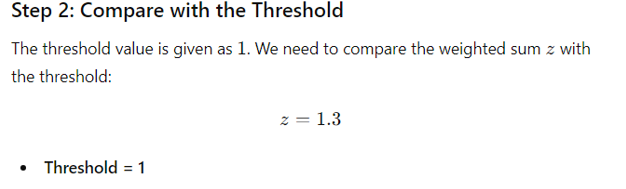 Step 2: Compare with the Threshold
The threshold value is given as 1. We need to compare the weighted sum z with
the threshold:
z = 1.3
• Threshold = 1